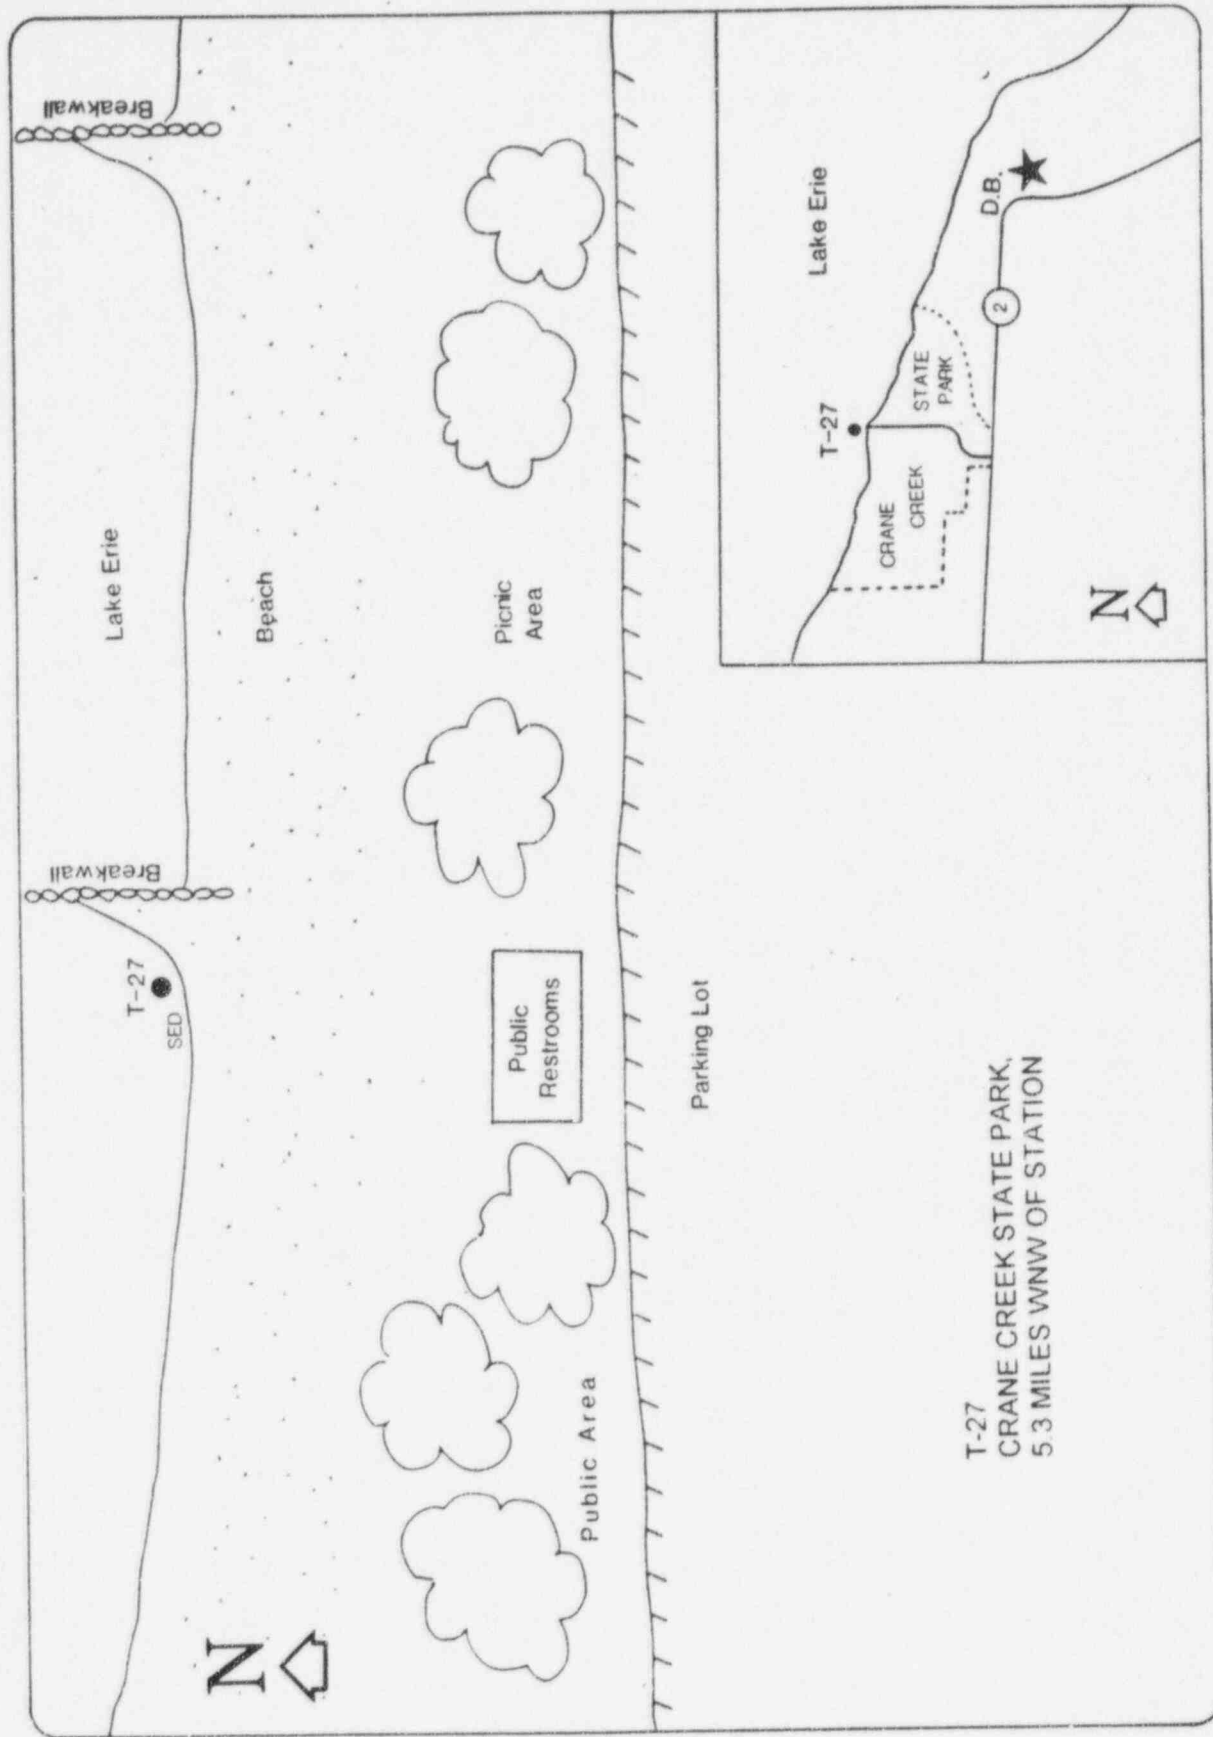 Breakwall
Breakwall
Lake Erie
T-27
SED
Beach
N
Picnic
Area
Public
Restrooms
Public Area
Parking Lot
T-27
CRANE CREEK STATE PARK,
5.3 MILES WNW OF STATION
Lake Erie
T-27
CRANE
CREEK
STATE
PARK
D.B.
2
N